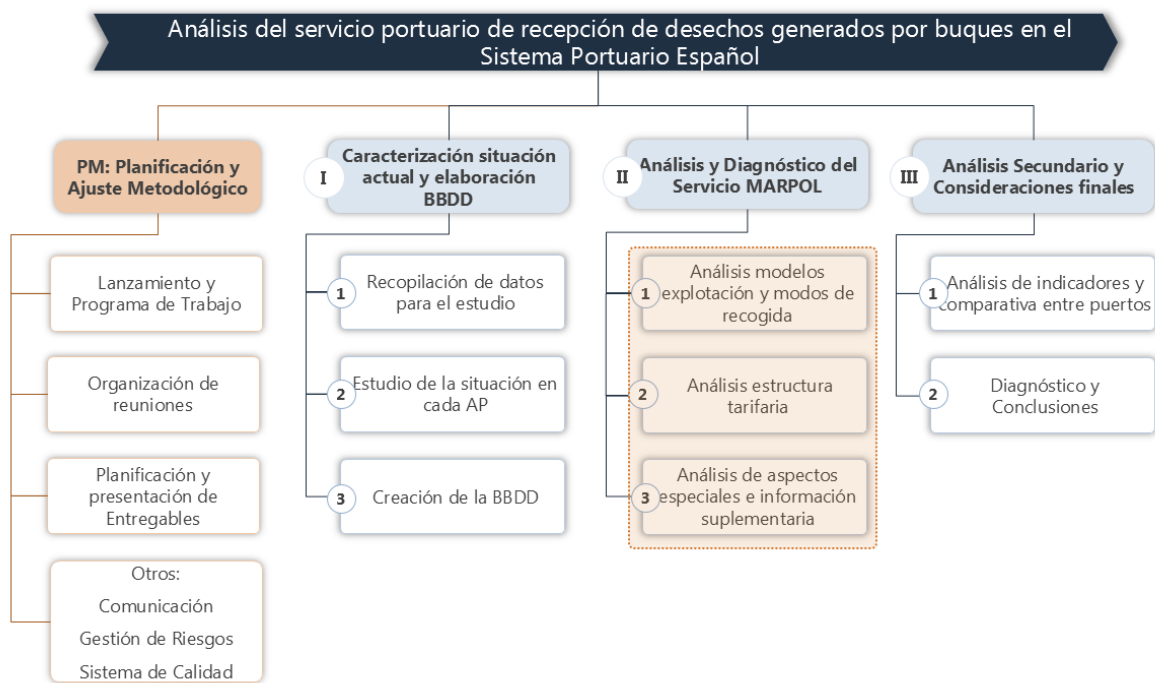 Análisis del servicio portuario de recepción de desechos generados por buques en el
Sistema Portuario Español
PM: Planificación y
Ajuste Metodológico
Lanzamiento y
Programa de Trabajo
Organización de
reuniones
Planificación y
presentación de
Entregables
Otros:
Comunicación
Gestión de Riesgos
Sistema de Calidad
I
Caracterización situación
actual y elaboración
BBDD
1
Recopilación de datos
para el estudio
2
Estudio de la situación en
cada AP
3
Creación de la BBDD
II
Análisis y Diagnóstico del
Servicio MARPOL
1
Análisis modelos
explotación y modos de
recogida
2
Análisis estructura
tarifaria
3
Análisis de aspectos
especiales e información
suplementaria
III
Análisis Secundario y
Consideraciones finales
1
Análisis de indicadores y
comparativa entre puertos
2
Diagnóstico y
Conclusiones